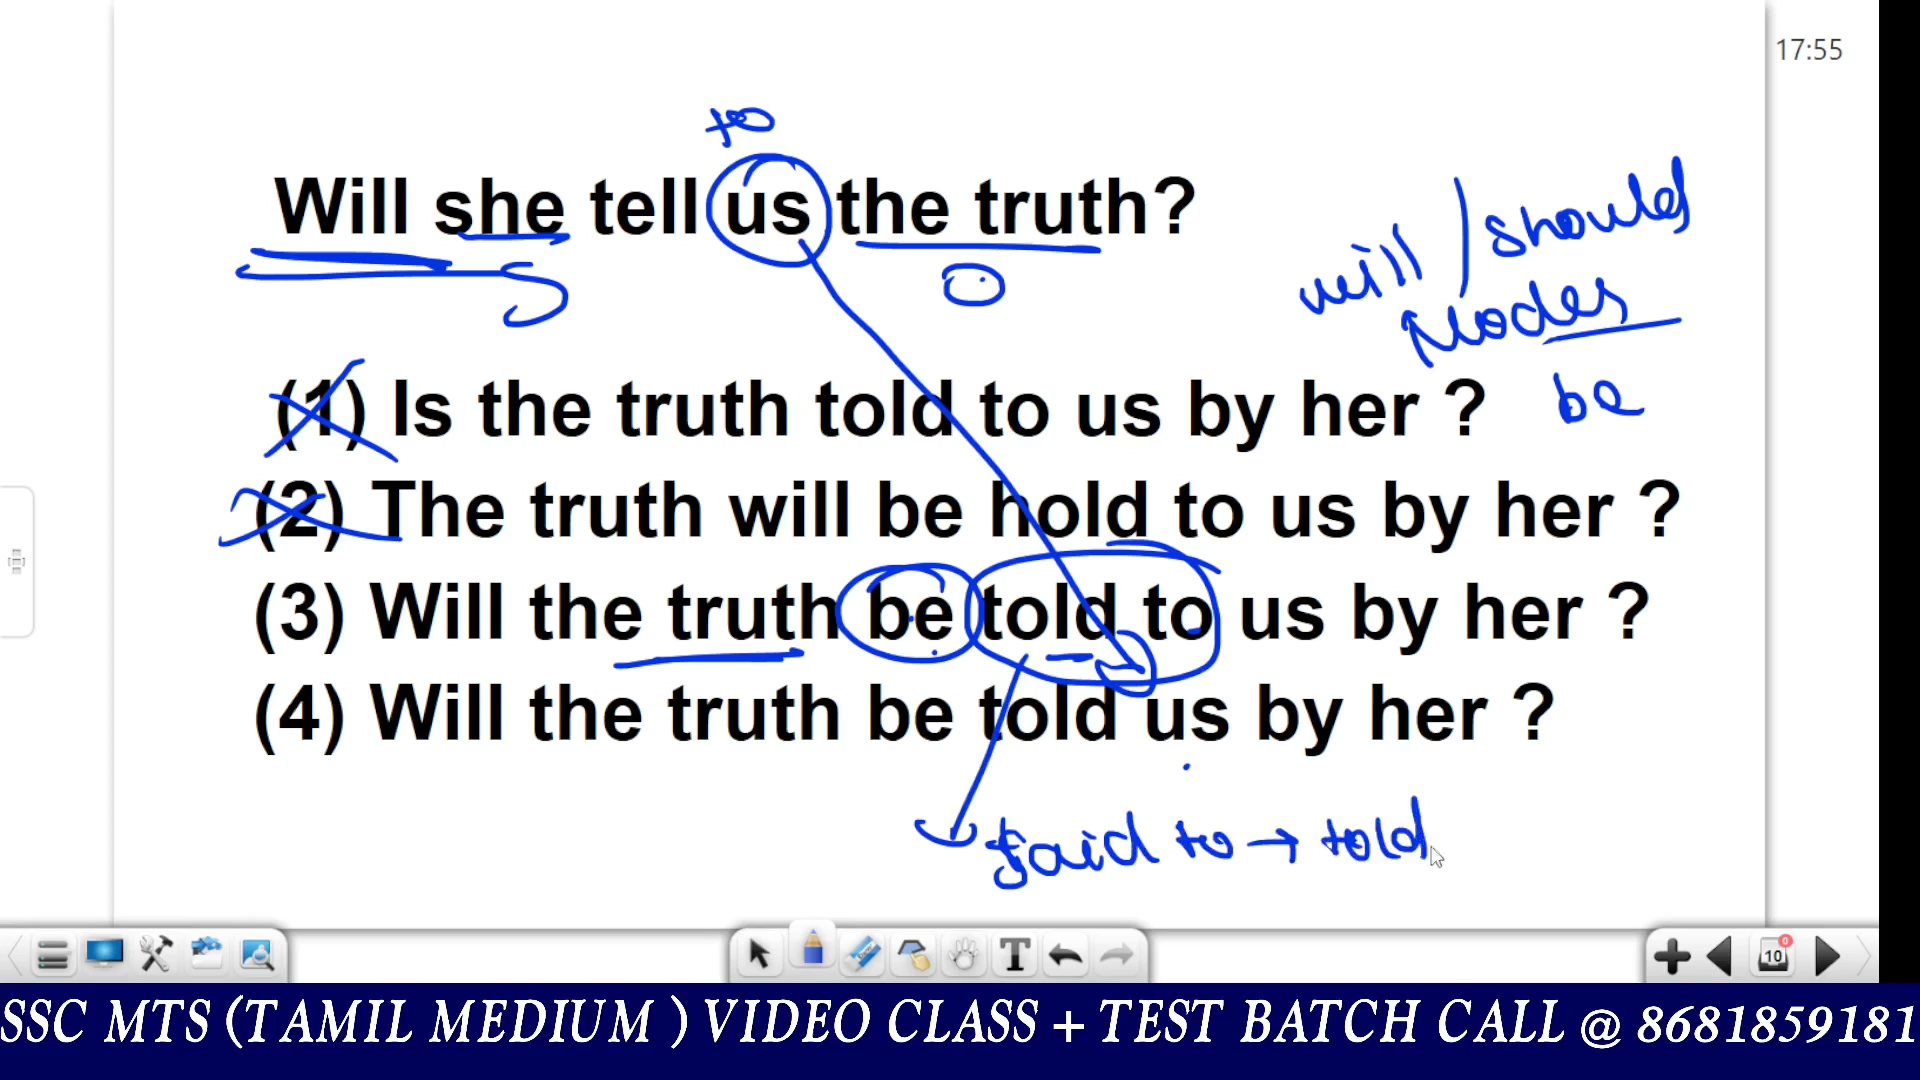 17:55
to
Will she tell us the truth?
will / should
Modes
be
(1) Is the truth told to us by her ?
(2) The truth will be hold to us by her ?
(3) Will the truth be told to us by her ?
(4) Will the truth be told us by her ?
said to → told
T
10
0
SSC MTS (TAMIL MEDIUM ) VIDEO CLASS + TEST BATCH CALL @ 8681859181